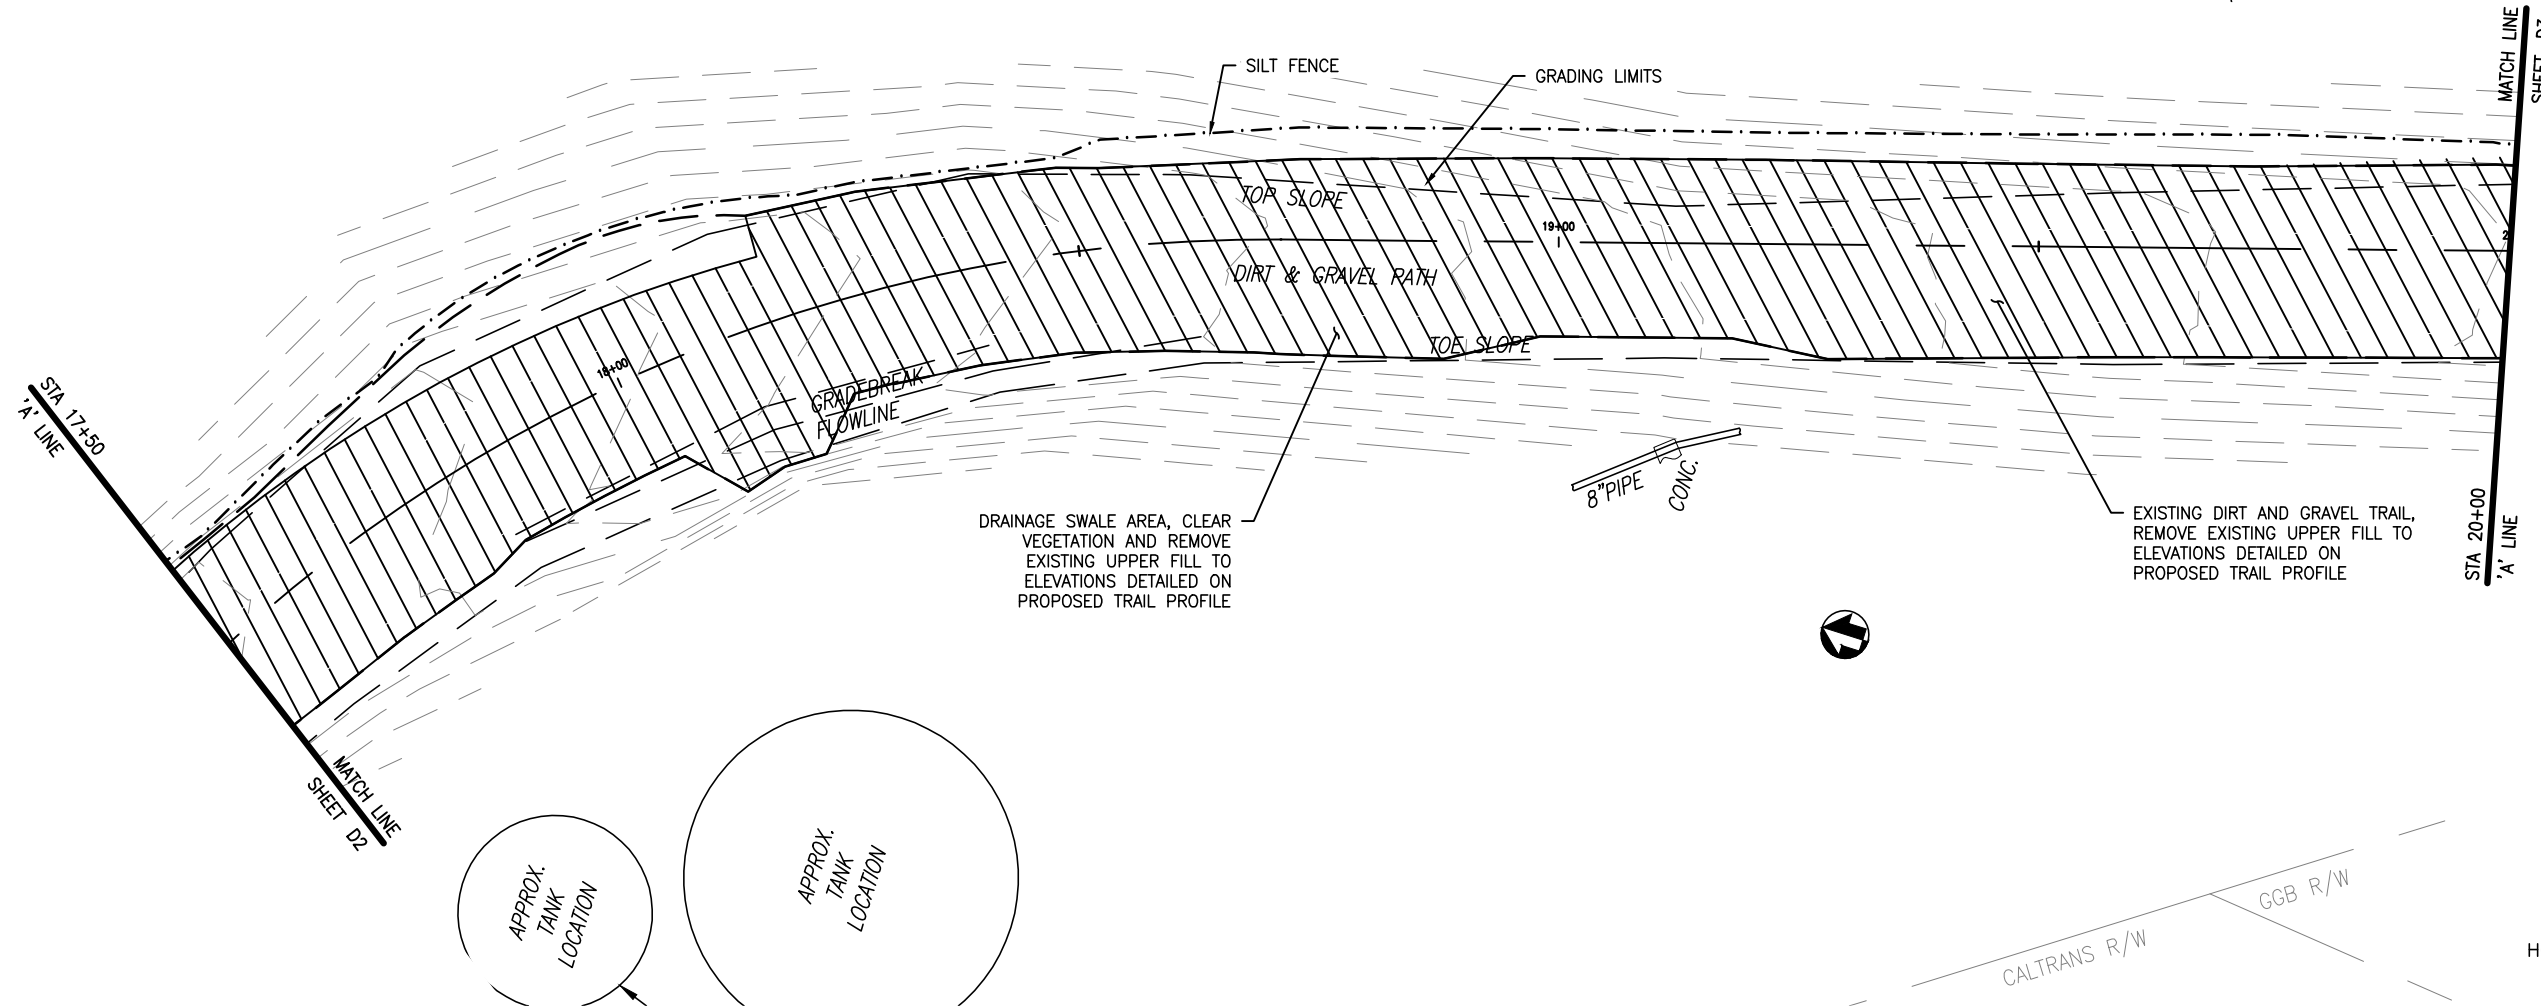 MATCH LINE
SHEET
SILT FENCE
GRADING LIMITS
TOP SLOPE
19+00
DIRT & GRAVEL PATH
TOE SLOPE
18+00
GRADEBREAK
FLOWLINE
STA 17+50
'A' LINE
8"PIPE
CONC.
DRAINAGE SWALE AREA, CLEAR
VEGETATION AND REMOVE
EXISTING UPPER FILL TO
ELEVATIONS DETAILED ON
PROPOSED TRAIL PROFILE
EXISTING DIRT AND GRAVEL TRAIL,
REMOVE EXISTING UPPER FILL TO
ELEVATIONS DETAILED ON
PROPOSED TRAIL PROFILE
STA 20+00
'A' LINE
MATCH LINE
SHEET D2
APPROX.
TANK
LOCATION
APPROX.
TANK
LOCATION
GGB R/W
CALTRANS R/W
H